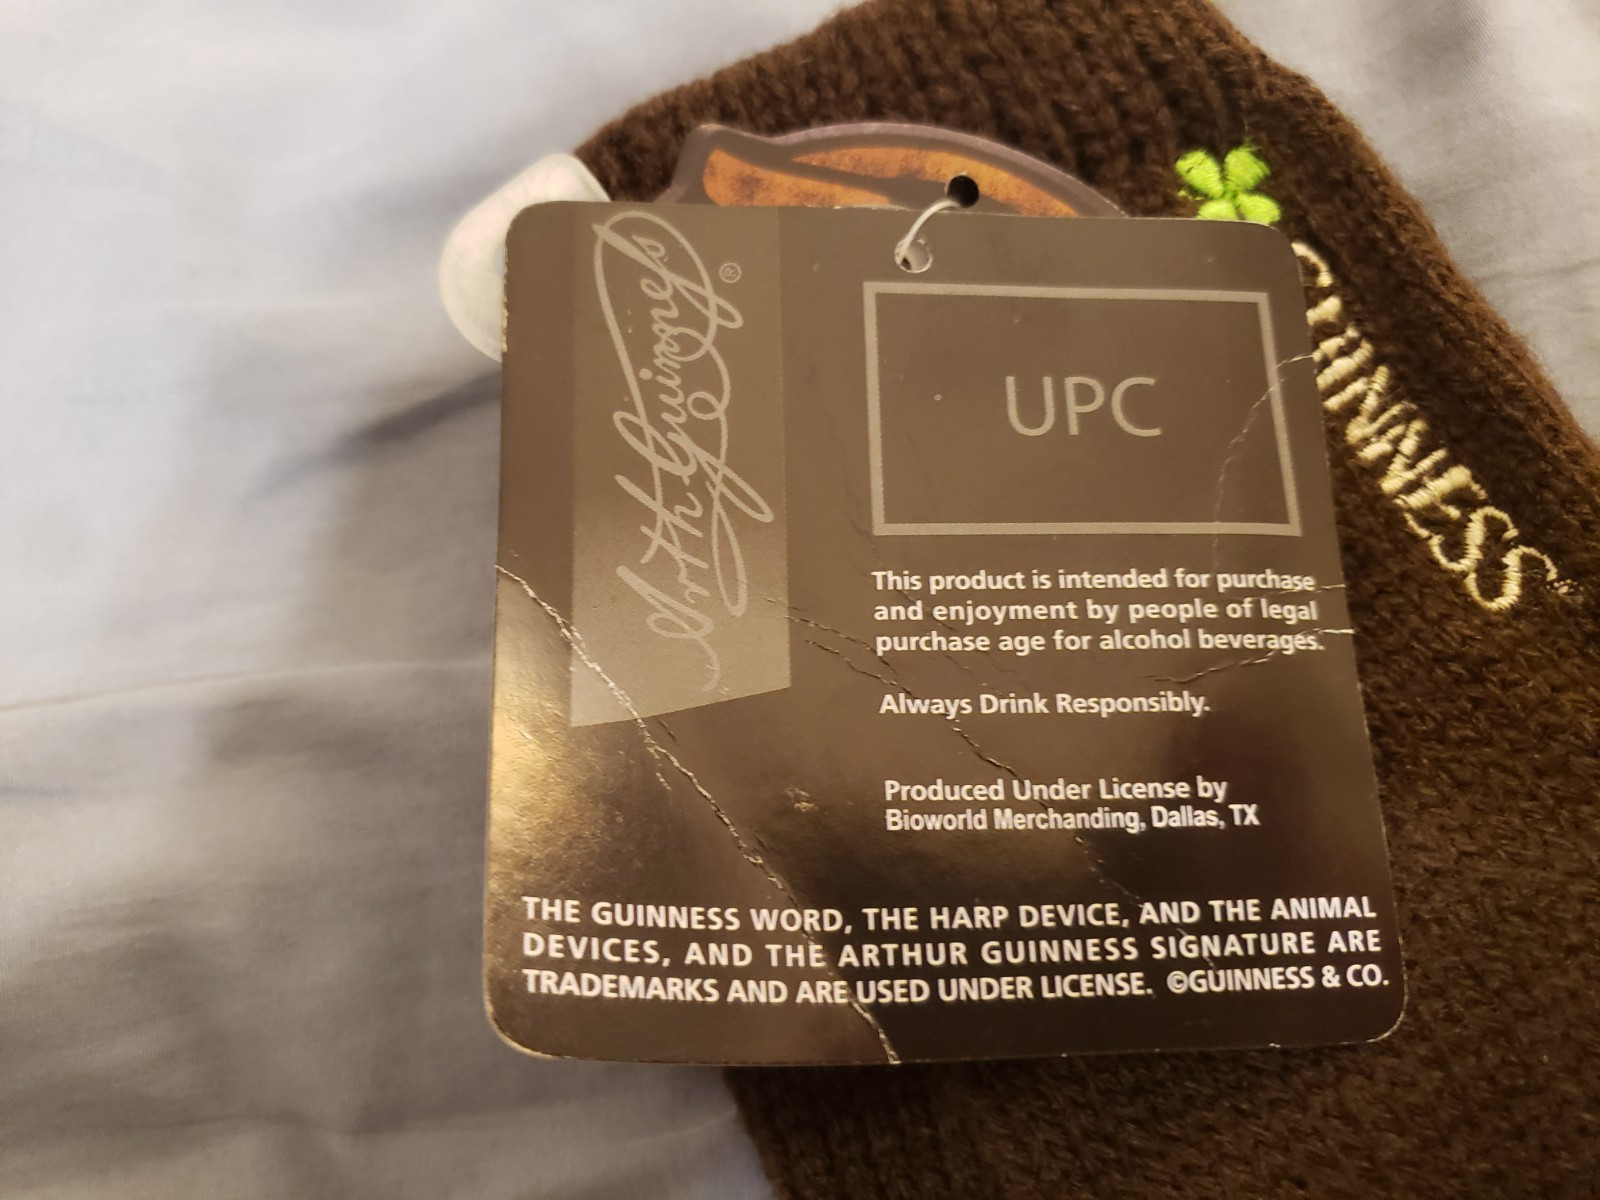 Arth Guinness ®
UPC
This product is intended for purchase
and enjoyment by people of legal
purchase age for alcohol beverages.
Always Drink Responsibly.
Produced Under License by
Bioworld Merchanding, Dallas, TX
THE GUINNESS WORD, THE HARP DEVICE, AND THE ANIMAL
DEVICES, AND THE ARTHUR GUINNESS SIGNATURE ARE
TRADEMARKS AND ARE USED UNDER LICENSE. ©GUINNESS & CO.
GUINNESS